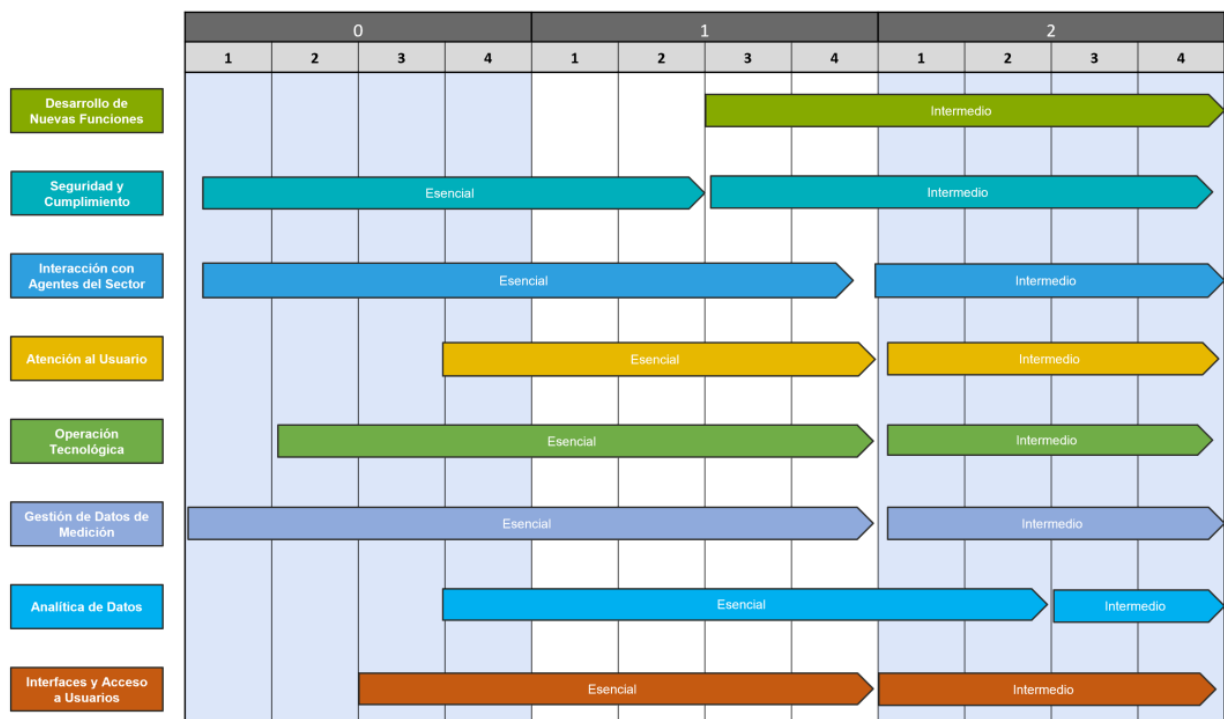 0 1 2
1 2 3 4 1 2 3 4 1 2 3 4
Desarrollo de
Nuevas Funciones
Intermedio
Seguridad y
Cumplimiento
Esencial
Intermedio
Interacción con
Agentes del Sector
Esencial
Intermedio
Atención al Usuario
Esencial
Intermedio
Operación
Tecnológica
Esencial
Intermedio
Gestión de Datos de
Medición
Esencial
Intermedio
Analítica de Datos
Esencial
Intermedio
Interfaces y Acceso
a Usuarios
Esencial
Intermedio